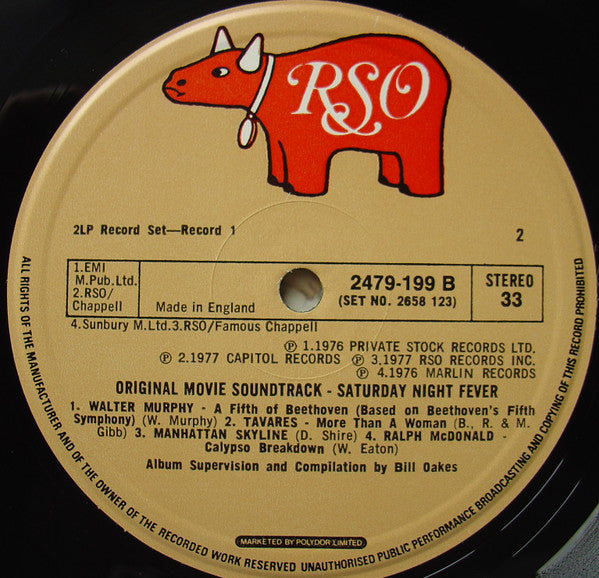 RSO
2LP Record Set—Record 1
2
1.EMI
M.Pub.Ltd.
2.RSO/
Chappell
Made in England
2479-199 B
(SET NO. 2658 123)
STEREO
33
4.Sunbury M.Ltd.3.RSO/Famous Chappell
℗ 1.1976 PRIVATE STOCK RECORDS LTD.
℗ 2.1977 CAPITOL RECORDS ℗ 3.1977 RSO RECORDS INC.
℗ 4.1976 MARLIN RECORDS
ORIGINAL MOVIE SOUNDTRACK - SATURDAY NIGHT FEVER
1. WALTER MURPHY - A Fifth of Beethoven (Based on Beethoven's Fifth
Symphony) (W. Murphy) 2. TAVARES - More Than A Woman (B., R. & M.
Gibb) 3. MANHATTAN SKYLINE (D. Shire) 4. RALPH McDONALD -
Calypso Breakdown (W. Eaton)
Album Supervision and Compilation by Bill Oakes
MARKETED BY POLYDOR LIMITED
ALL RIGHTS OF THE MANUFACTURER AND OF THE OWNER OF THE RECORDED WORK RESERVED UNAUTHORISED PUBLIC PERFORMANCE BROADCASTING AND COPYING OF THIS RECORD PROHIBITED